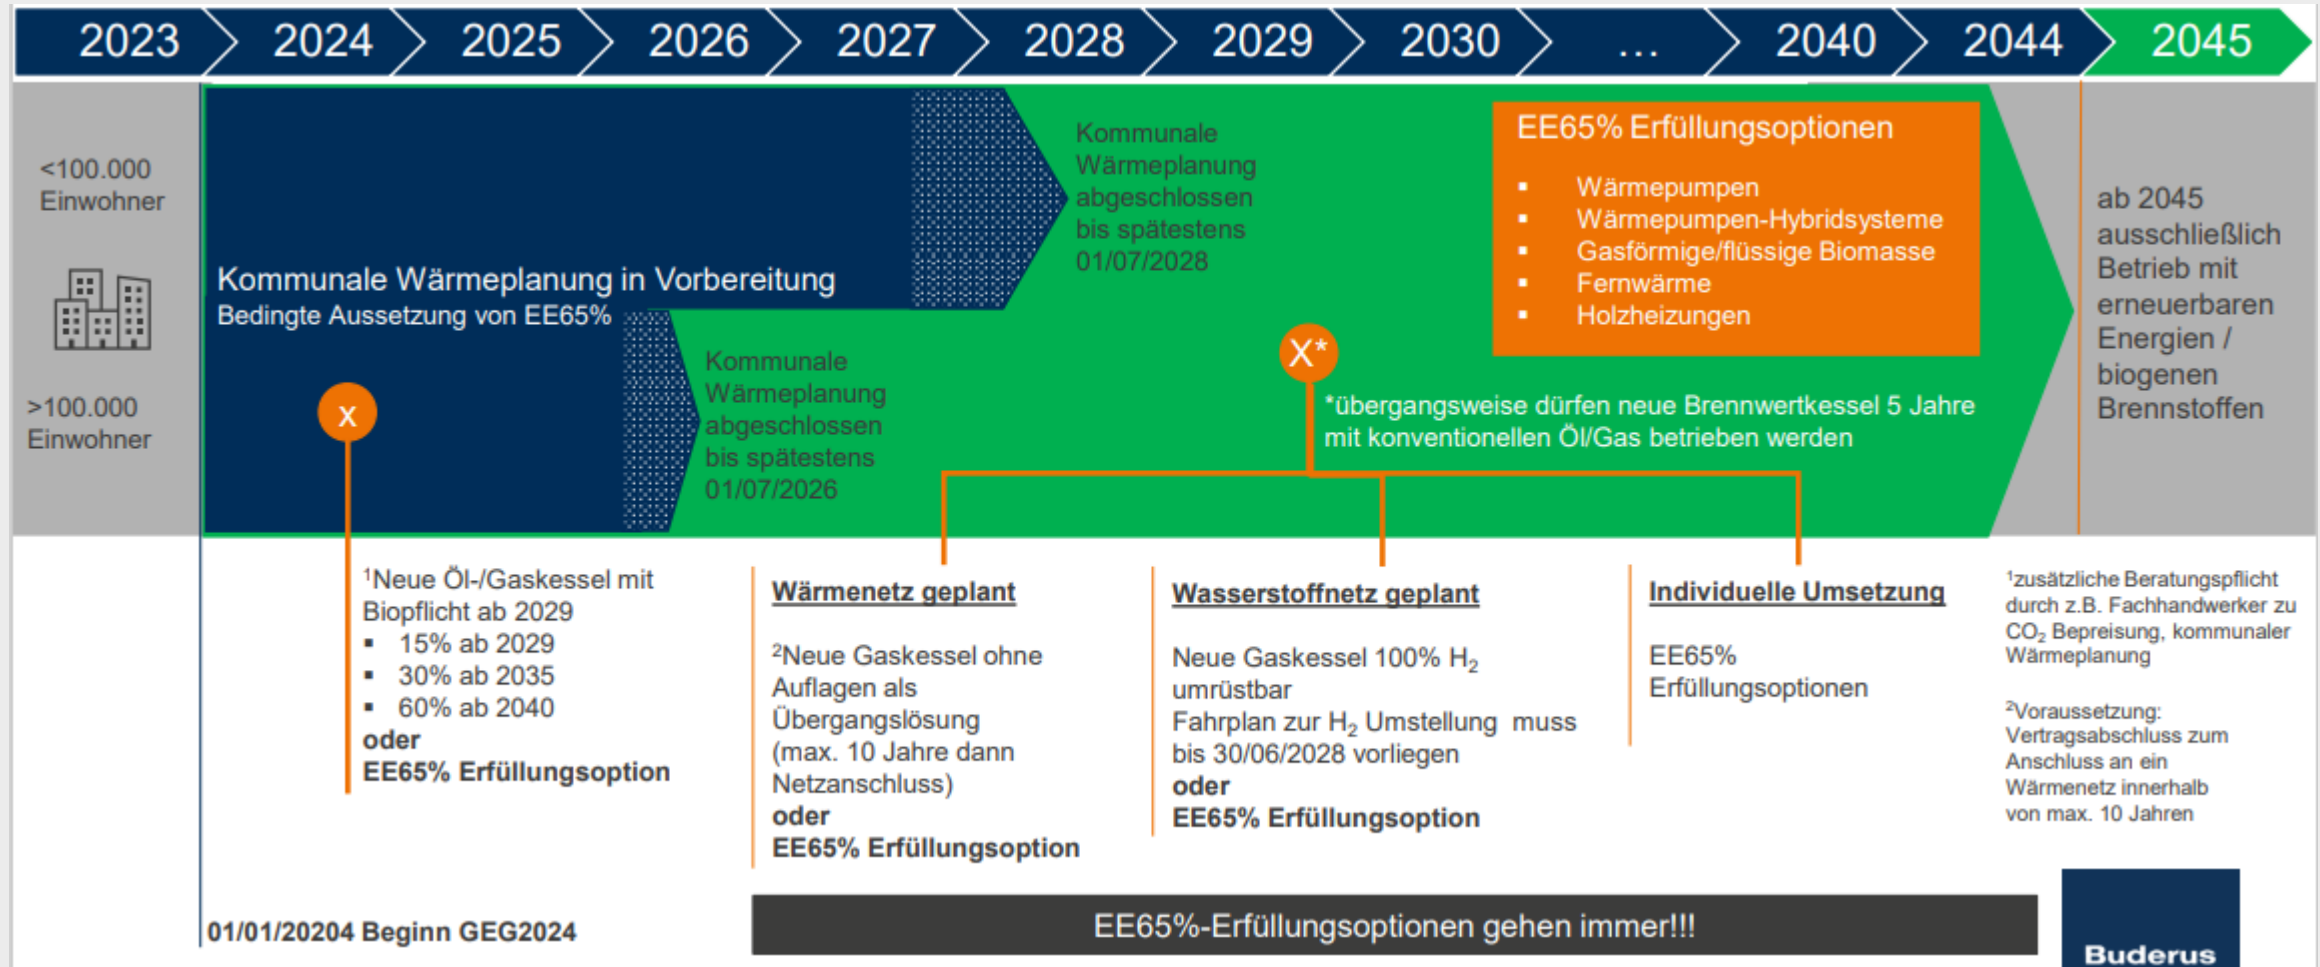 2023
2024
2025
2026
2027
2028
2029
2030
...
2040
2044
2045
<100.000
Einwohner
>100.000
Einwohner
Kommunale Wärmeplanung in Vorbereitung
Bedingte Aussetzung von EE65%
x
Kommunale
Wärmeplanung
abgeschlossen
bis spätestens
01/07/2026
Kommunale
Wärmeplanung
abgeschlossen
bis spätestens
01/07/2028
X*
EE65% Erfüllungsoptionen
▪ Wärmepumpen
▪ Wärmepumpen-Hybridsysteme
▪ Gasförmige/flüssige Biomasse
▪ Fernwärme
▪ Holzheizungen
*übergangsweise dürfen neue Brennwertkessel 5 Jahre
mit konventionellen Öl/Gas betrieben werden
ab 2045
ausschließlich
Betrieb mit
erneuerbaren
Energien /
biogenen
Brennstoffen
¹Neue Öl-/Gaskessel mit
Biopflicht ab 2029
▪ 15% ab 2029
▪ 30% ab 2035
▪ 60% ab 2040
oder
EE65% Erfüllungsoption
Wärmenetz geplant
²Neue Gaskessel ohne
Auflagen als
Übergangslösung
(max. 10 Jahre dann
Netzanschluss)
oder
EE65% Erfüllungsoption
Wasserstoffnetz geplant
Neue Gaskessel 100% H₂
umrüstbar
Fahrplan zur H₂ Umstellung muss
bis 30/06/2028 vorliegen
oder
EE65% Erfüllungsoption
Individuelle Umsetzung
EE65%
Erfüllungsoptionen
¹zusätzliche Beratungspflicht
durch z.B. Fachhandwerker zu
CO₂ Bepreisung, kommunaler
Wärmeplanung
²Voraussetzung:
Vertragsabschluss zum
Anschluss an ein
Wärmenetz innerhalb
von max. 10 Jahren
01/01/20204 Beginn GEG2024
EE65%-Erfüllungsoptionen gehen immer!!!
Buderus